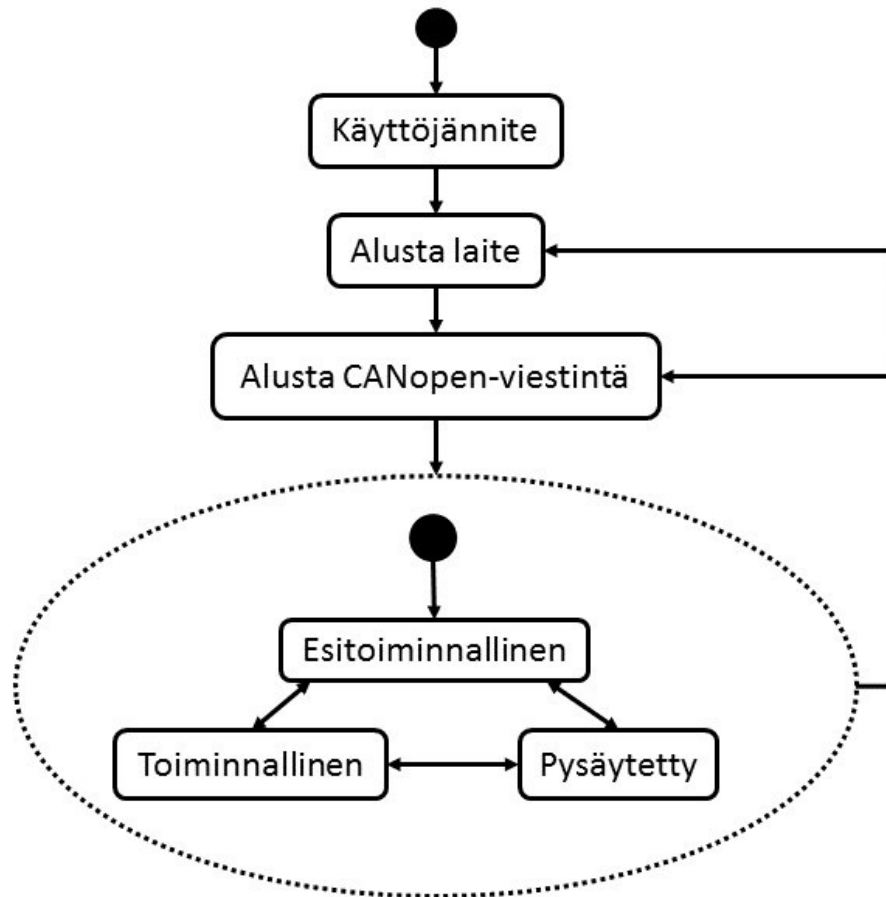 Käyttöjännite
Alusta laite
Alusta CANopen-viestintä
Esitoiminnallinen
Toiminnallinen
Pysäytetty